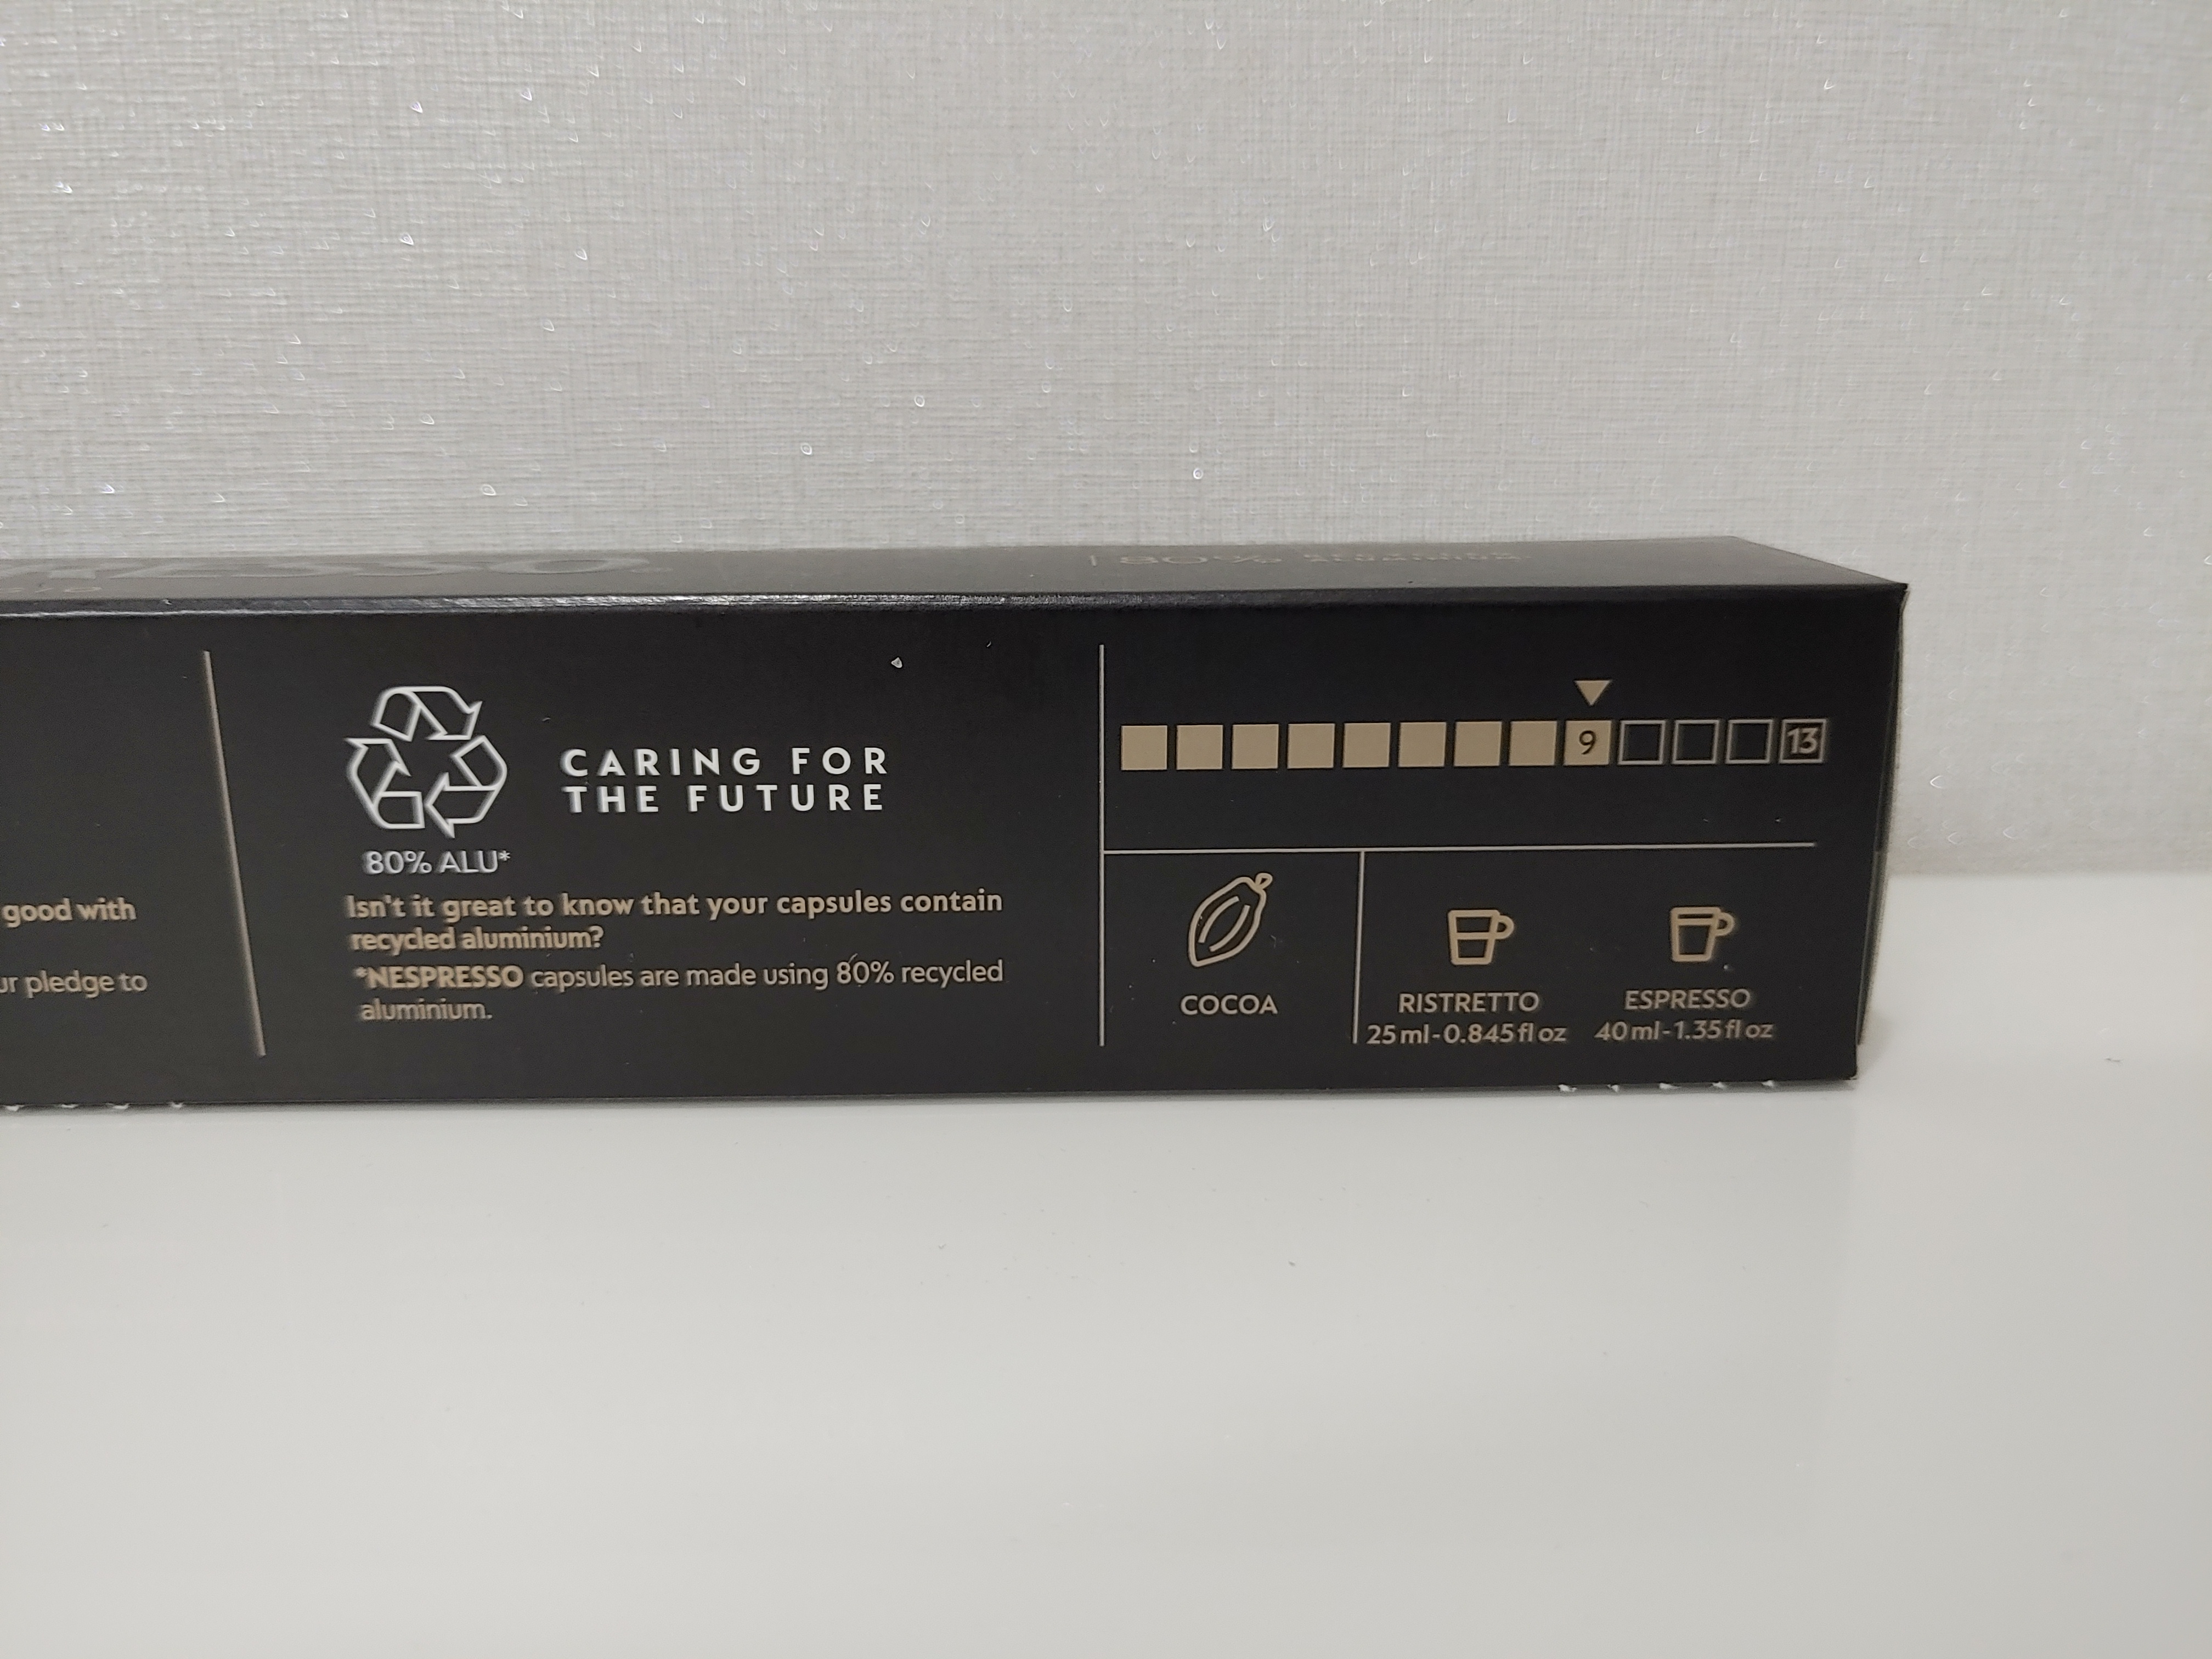 80%
good with
ur pledge to
CARING FOR
THE FUTURE
80% ALU*
Isn't it great to know that your capsules contain
recycled aluminium?
*NESPRESSO capsules are made using 80% recycled
aluminium.
9
13
COCOA
RISTRETTO
25 ml - 0.845 fl oz
ESPRESSO
40 ml - 1.35 fl oz